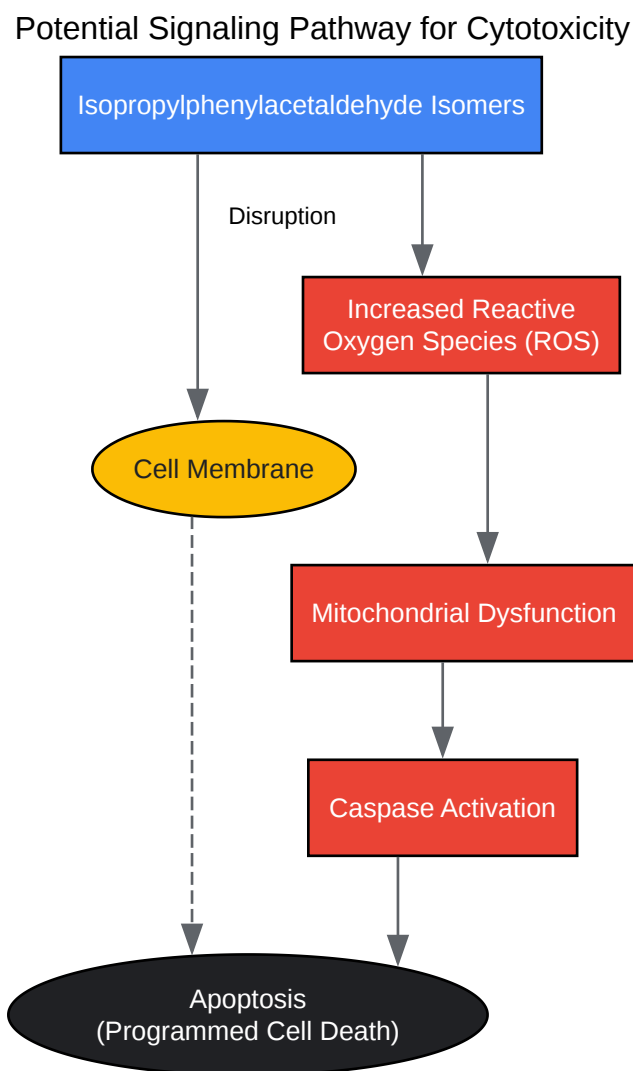 Potential Signaling Pathway for Cytotoxicity
Isopropylphenylacetaldehyde Isomers
Disruption
Increased Reactive
Oxygen Species (ROS)
Cell Membrane
Mitochondrial Dysfunction
Caspase Activation
Apoptosis
(Programmed Cell Death)